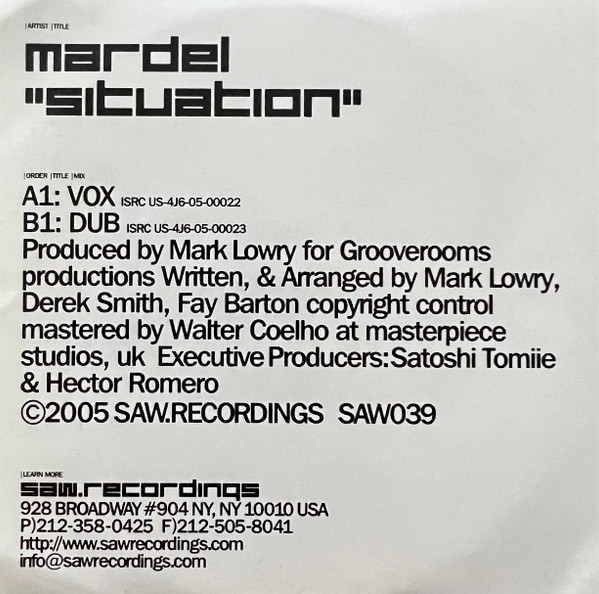 |ARTIST |TITLE
mardel
"situation"
|ORDER |TITLE |MIX
A1: VOX ISRC US-4J6-05-00022
B1: DUB ISRC US-4J6-05-00023
Produced by Mark Lowry for Grooverooms
productions Written, & Arranged by Mark Lowry,
Derek Smith, Fay Barton copyright control
mastered by Walter Coelho at masterpiece
studios, uk Executive Producers: Satoshi Tomiie
& Hector Romero
©2005 SAW.RECORDINGS SAW039
|LEARN MORE
saw.recordings
928 BROADWAY #904 NY, NY 10010 USA
P)212-358-0425 F)212-505-8041
http://www.sawrecordings.com
info@sawrecordings.com